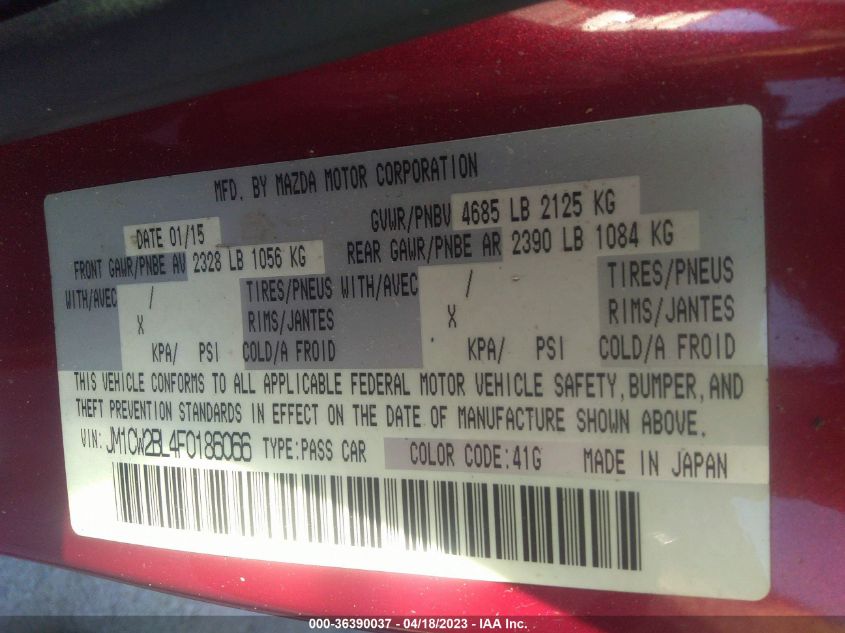 MFD. BY MAZDA MOTOR CORPORATION
DATE 01/15 GVWR/PNBV 4685 LB 2125 KG
FRONT GAWR/PNBE AV 2328 LB 1056 KG REAR GAWR/PNBE AR 2390 LB 1084 KG
WITH/AVEC / TIRES/PNEUS WITH/AVEC / TIRES/PNEUS
X RIMS/JANTES X RIMS/JANTES
KPA/ PSI COLD/A FROID KPA/ PSI COLD/A FROID
THIS VEHICLE CONFORMS TO ALL APPLICABLE FEDERAL MOTOR VEHICLE SAFETY, BUMPER, AND
THEFT PREVENTION STANDARDS IN EFFECT ON THE DATE OF MANUFACTURE SHOWN ABOVE.
VIN: JM1CW2BL4F0186066 TYPE: PASS CAR COLOR CODE: 41G MADE IN JAPAN
000-36390037 - 04/18/2023 - IAA Inc.